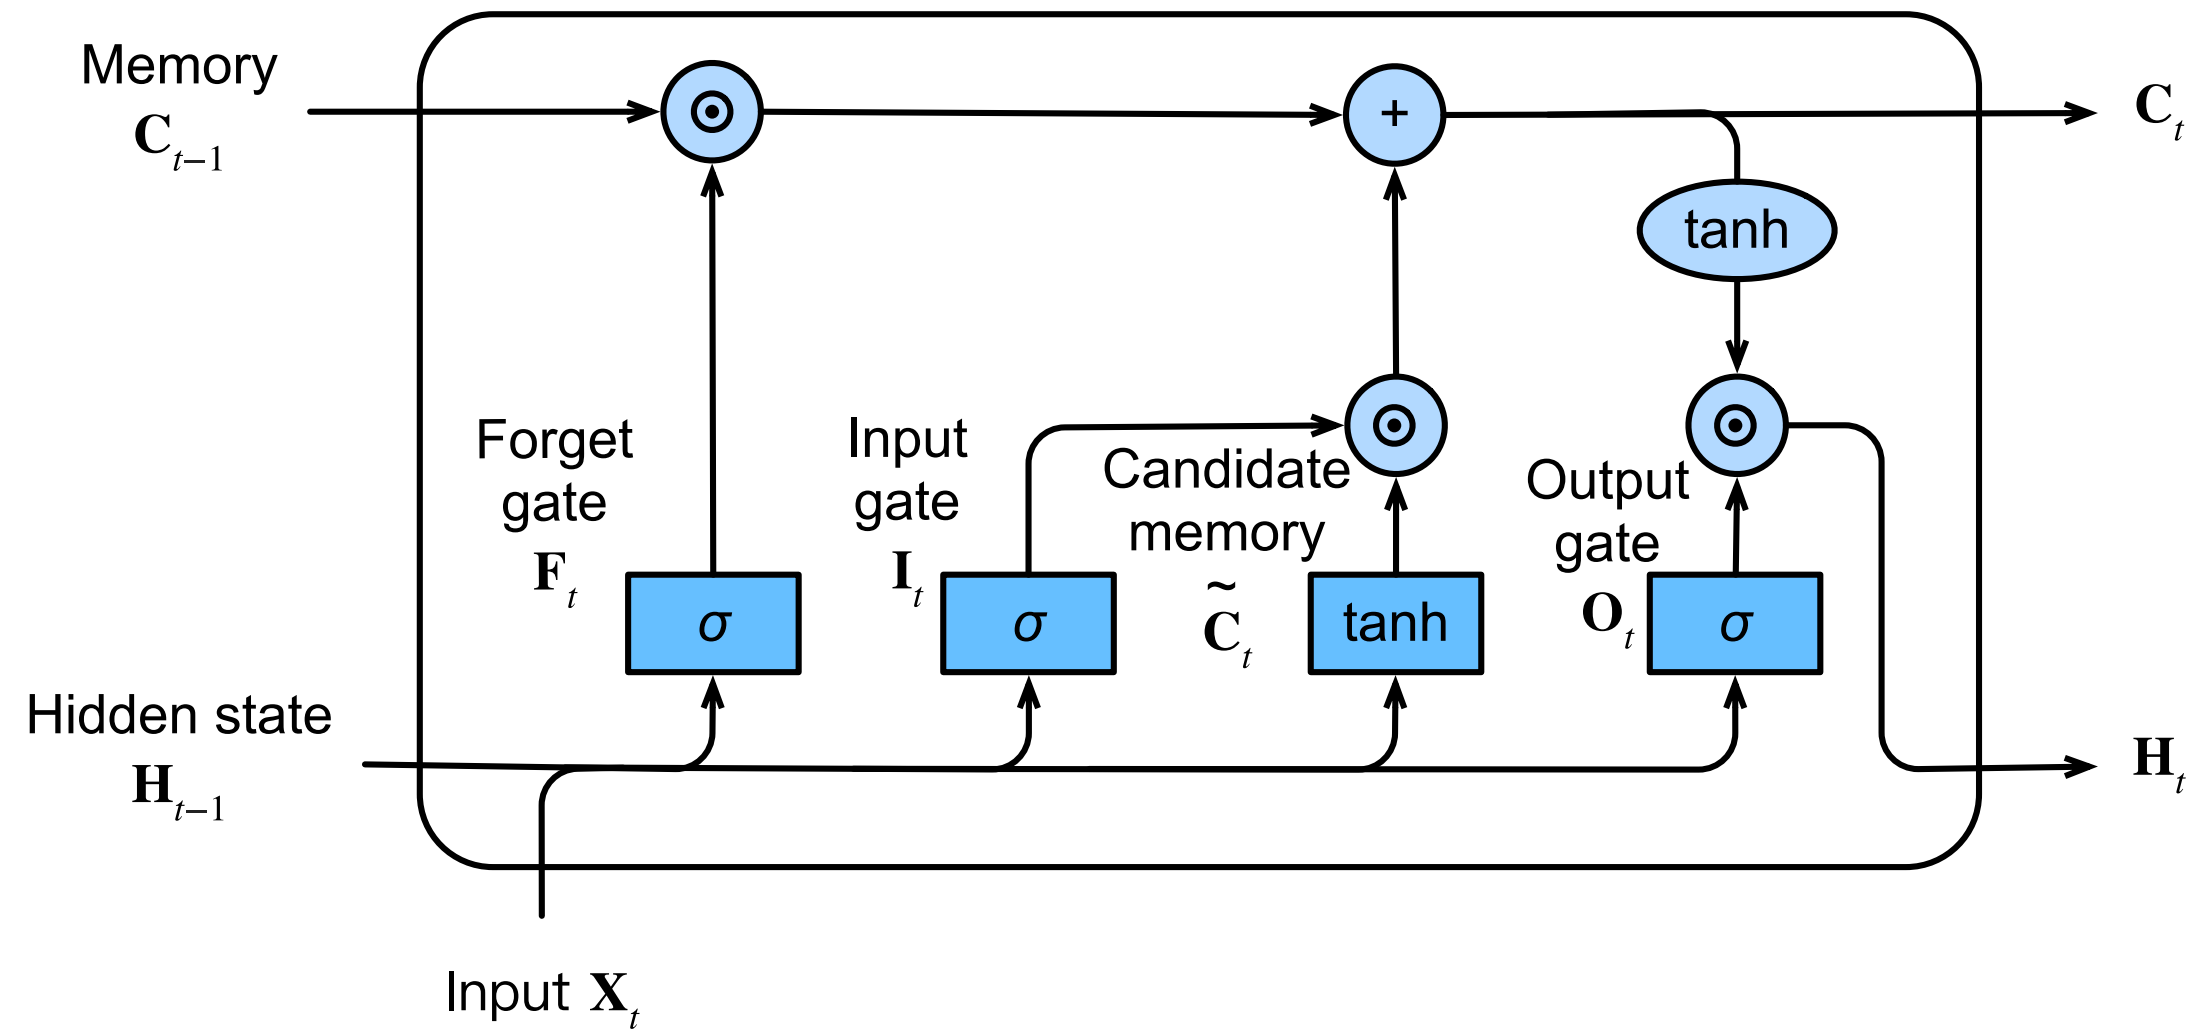 Memory
C_{t−1}
⊙
+
C_t
tanh
Forget
gate
F_t
σ
Input
gate
I_t
σ
Candidate
memory
C̃_t
tanh
⊙
Output
gate
O_t
σ
⊙
Hidden state
H_{t−1}
H_t
Input X_t